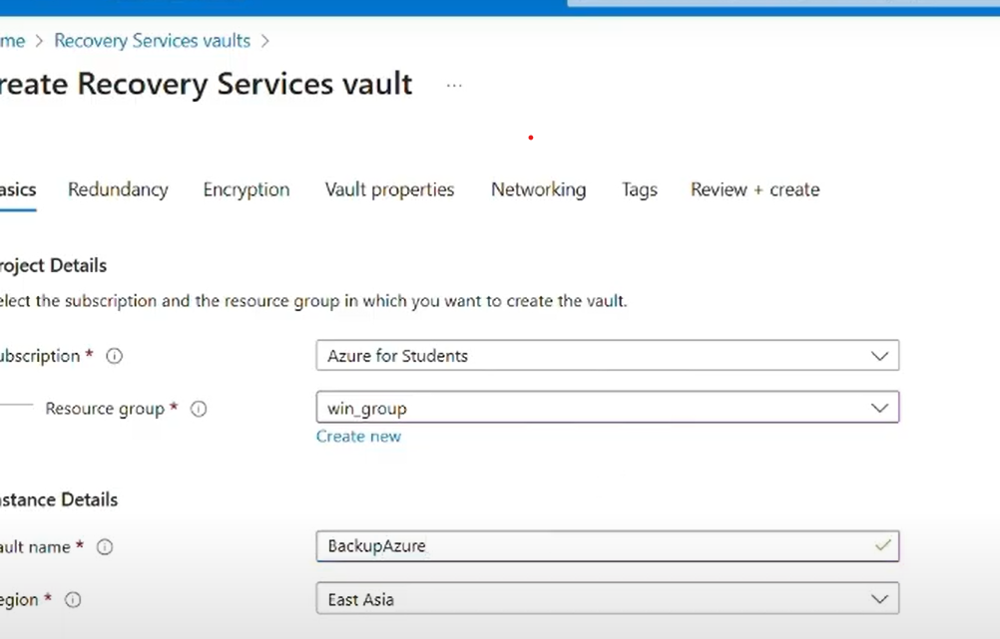 me > Recovery Services vaults >
reate Recovery Services vault ...
asics Redundancy Encryption Vault properties Networking Tags Review + create
roject Details
elect the subscription and the resource group in which you want to create the vault.
ubscription * Azure for Students
Resource group * win_group
Create new
nstance Details
ault name * BackupAzure
egion * East Asia